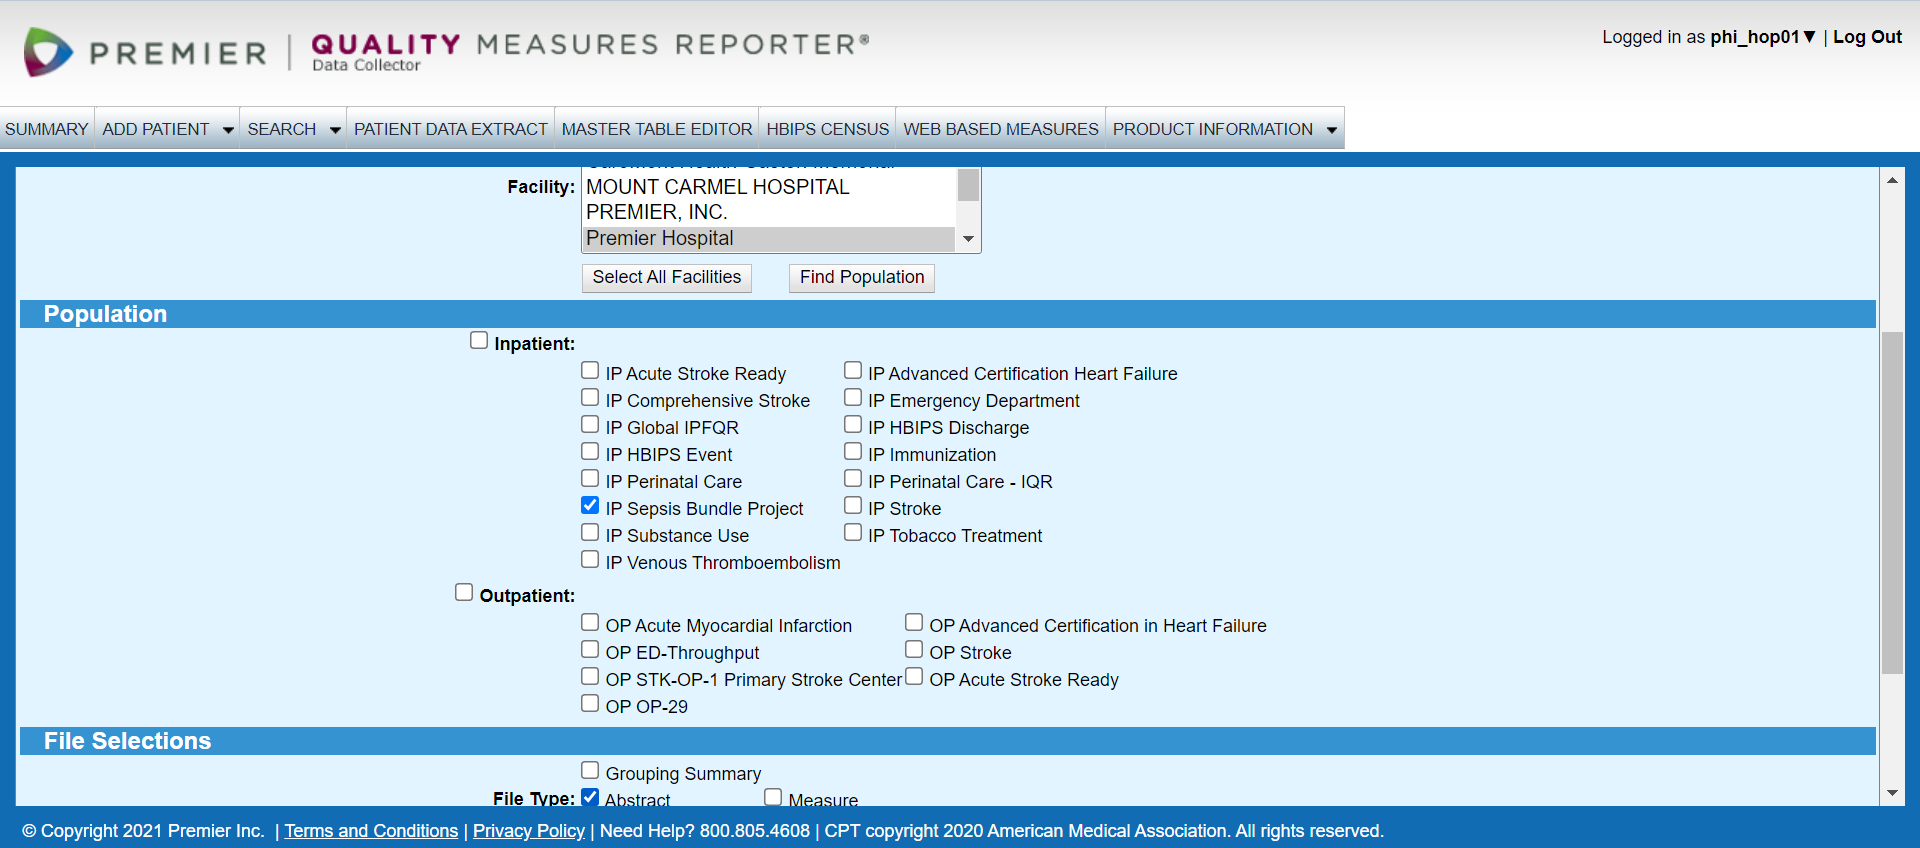 PREMIER | QUALITY MEASURES REPORTER®
Data Collector
Logged in as phi_hop01▼ | Log Out
SUMMARY ADD PATIENT SEARCH PATIENT DATA EXTRACT MASTER TABLE EDITOR HBIPS CENSUS WEB BASED MEASURES PRODUCT INFORMATION
Facility:
MOUNT CARMEL HOSPITAL
PREMIER, INC.
Premier Hospital
Select All Facilities Find Population
Population
Inpatient:
IP Acute Stroke Ready IP Advanced Certification Heart Failure
IP Comprehensive Stroke IP Emergency Department
IP Global IPFQR IP HBIPS Discharge
IP HBIPS Event IP Immunization
IP Perinatal Care IP Perinatal Care - IQR
IP Sepsis Bundle Project IP Stroke
IP Substance Use IP Tobacco Treatment
IP Venous Thromboembolism
Outpatient:
OP Acute Myocardial Infarction OP Advanced Certification in Heart Failure
OP ED-Throughput OP Stroke
OP STK-OP-1 Primary Stroke Center OP Acute Stroke Ready
OP OP-29
File Selections
Grouping Summary
File Type: Abstract Measure
© Copyright 2021 Premier Inc. | Terms and Conditions | Privacy Policy | Need Help? 800.805.4608 | CPT copyright 2020 American Medical Association. All rights reserved.